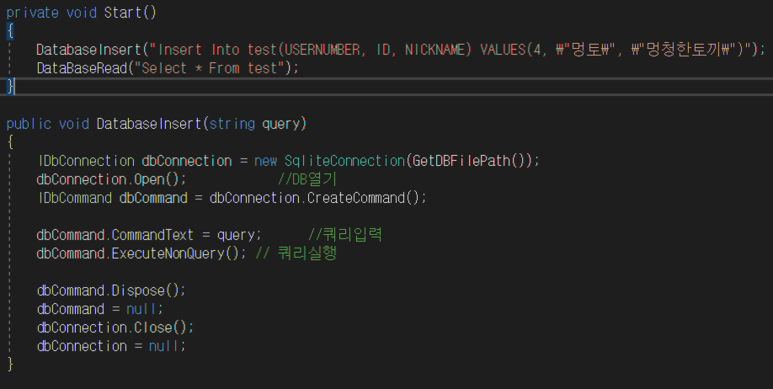 private void Start()
{
DatabaseInsert("Insert Into test(USERNUMBER, ID, NICKNAME) VALUES(4, ₩"멍토₩", ₩"멍청한토끼₩")");
DataBaseRead("Select * From test");
}
public void DatabaseInsert(string query)
{
IDbConnection dbConnection = new SqliteConnection(GetDBFilePath());
dbConnection.Open(); //DB열기
IDbCommand dbCommand = dbConnection.CreateCommand();
dbCommand.CommandText = query; //쿼리입력
dbCommand.ExecuteNonQuery(); // 쿼리실행
dbCommand.Dispose();
dbCommand = null;
dbConnection.Close();
dbConnection = null;
}